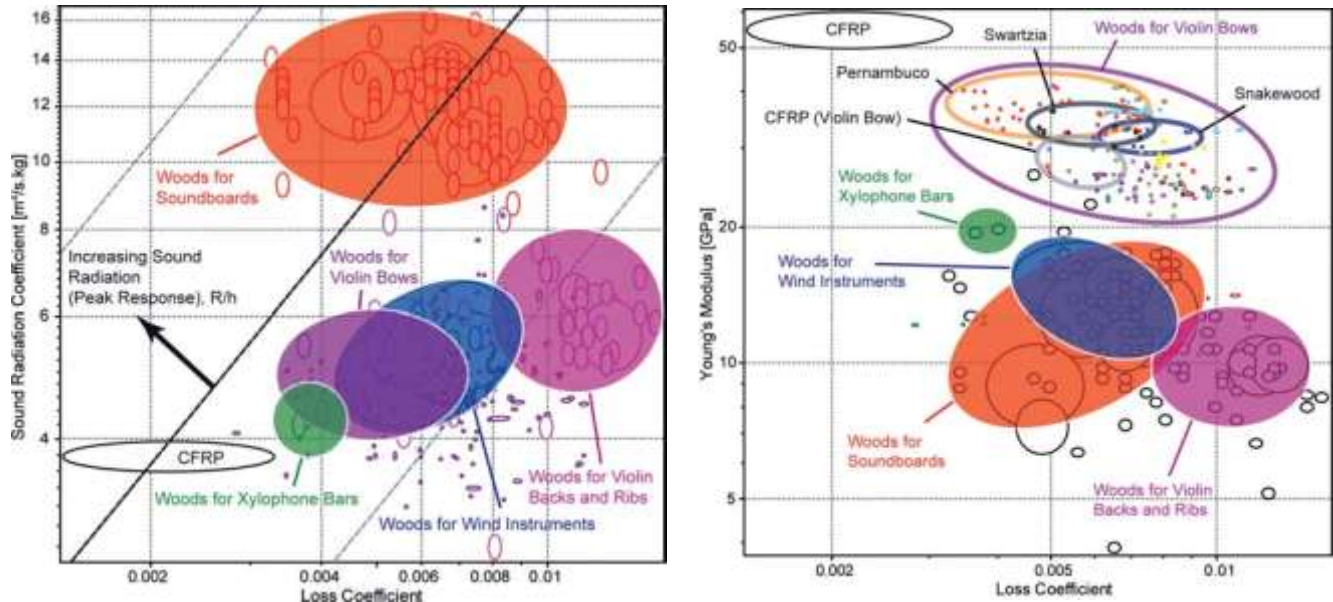 16
14
12
10
8
6
4
Sound Radiation Coefficient [m⁴/s.kg]
Woods for
Soundboards
Increasing Sound
Radiation
(Peak Response), R/h
Woods for
Violin Bows
CFRP
Woods for Xylophone Bars
Woods for Violin
Backs and Ribs
Woods for Wind Instruments
0.002
0.004
0.006
0.008
0.01
Loss Coefficient
50
20
10
5
Young's Modulus [GPa]
CFRP
Swartzia
Woods for Violin Bows
Pernambuco
Snakewood
CFRP (Violin Bow)
Woods for
Xylophone Bars
Woods for
Wind Instruments
Woods for
Soundboards
Woods for Violin
Backs and Ribs
0.002
0.005
0.01
Loss Coefficient